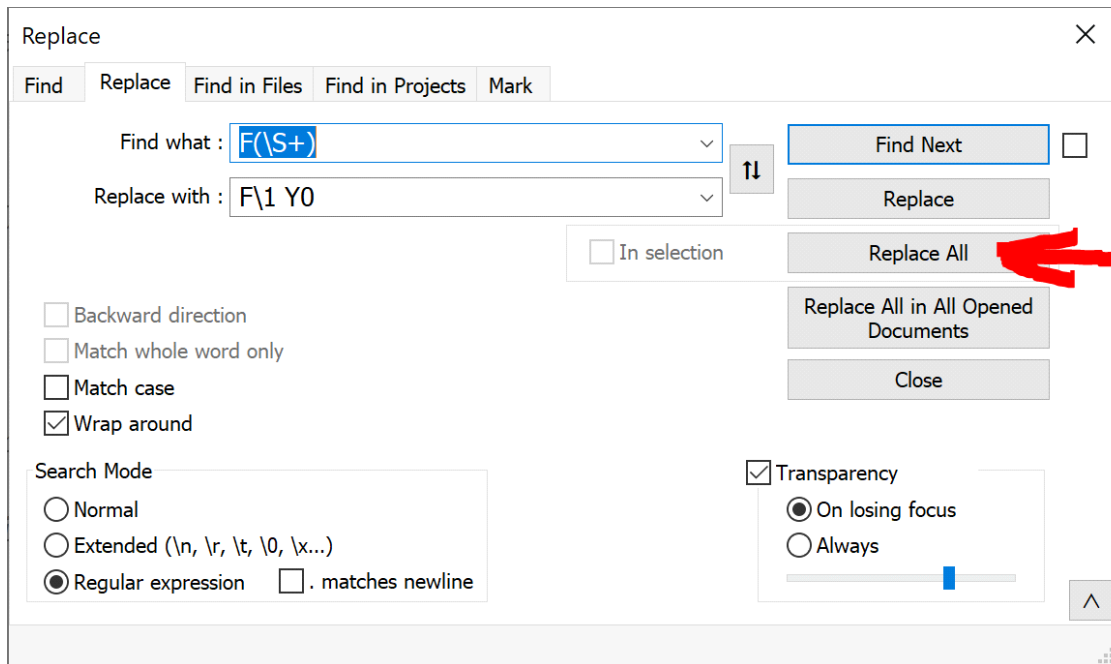 Replace
Find Replace Find in Files Find in Projects Mark
Find what : F(\S+) Find Next
Replace with : F\1 Y0 Replace
In selection Replace All
Replace All in All Opened
Documents
Backward direction
Match whole word only
Match case Close
Wrap around
Search Mode Transparency
Normal On losing focus
Extended (\n, \r, \t, \0, \x...) Always
Regular expression . matches newline